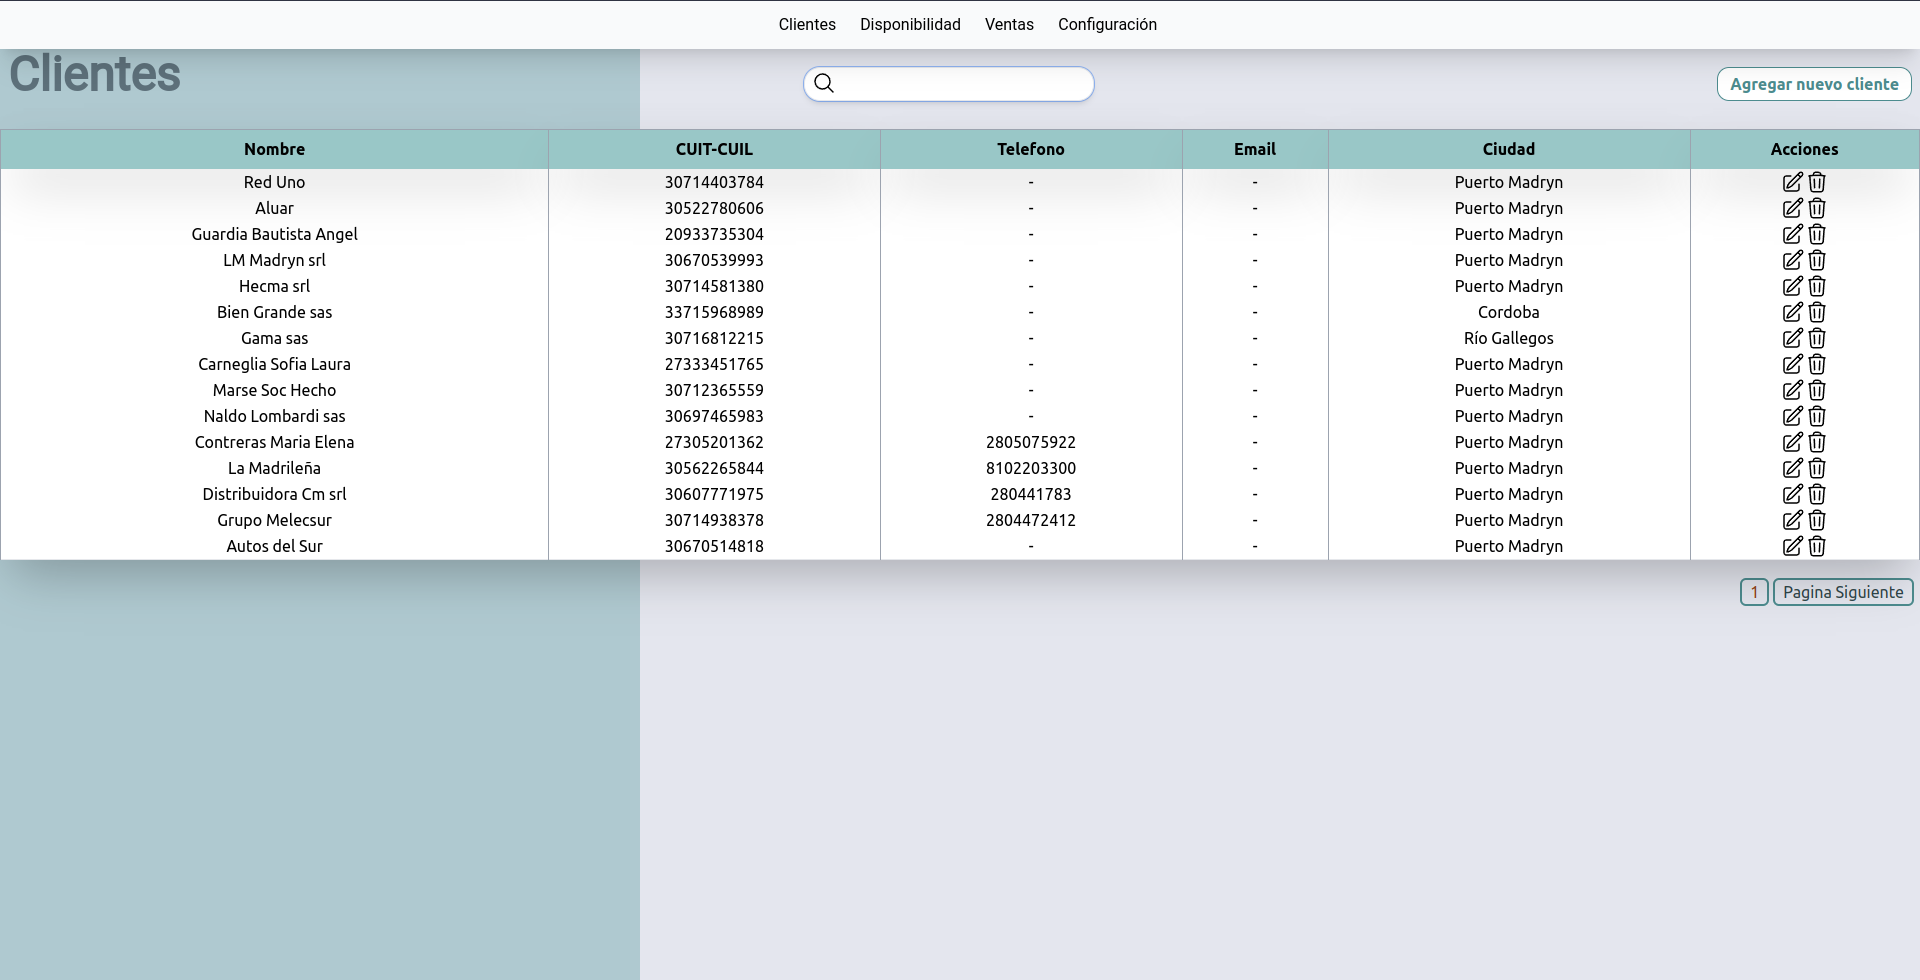 Clientes Disponibilidad Ventas Configuración
Clientes
Agregar nuevo cliente
Nombre CUIT-CUIL Telefono Email Ciudad Acciones
Red Uno 30714403784 - - Puerto Madryn
Aluar 30522780606 - - Puerto Madryn
Guardia Bautista Angel 20933735304 - - Puerto Madryn
LM Madryn srl 30670539993 - - Puerto Madryn
Hecma srl 30714581380 - - Puerto Madryn
Bien Grande sas 33715968989 - - Cordoba
Gama sas 30716812215 - - Río Gallegos
Carneglia Sofia Laura 27333451765 - - Puerto Madryn
Marse Soc Hecho 30712365559 - - Puerto Madryn
Naldo Lombardi sas 30697465983 - - Puerto Madryn
Contreras Maria Elena 27305201362 2805075922 - Puerto Madryn
La Madrileña 30562265844 8102203300 - Puerto Madryn
Distribuidora Cm srl 30607771975 280441783 - Puerto Madryn
Grupo Melecsur 30714938378 2804472412 - Puerto Madryn
Autos del Sur 30670514818 - - Puerto Madryn
1 Pagina Siguiente